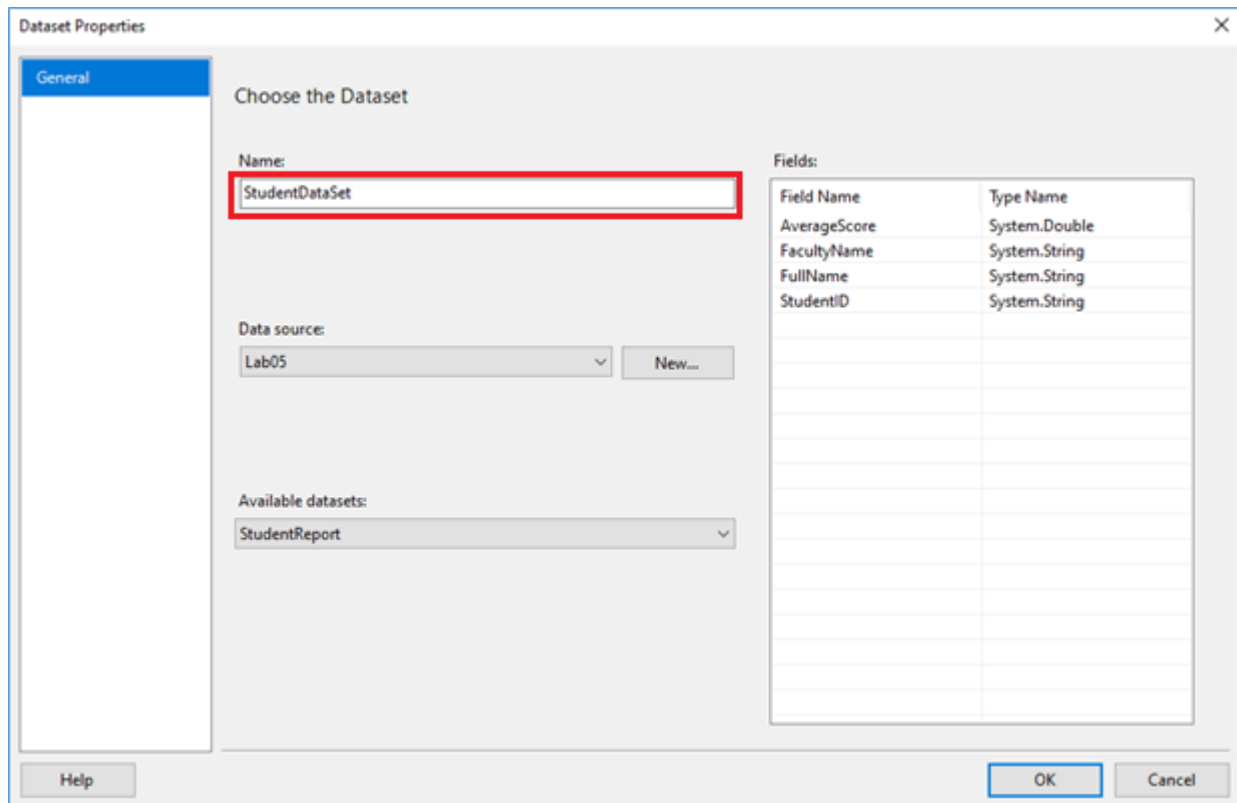 Dataset Properties
General
Choose the Dataset
Name:
StudentDataSet
Data source:
Lab05
New...
Available datasets:
StudentReport
Fields:
Field Name Type Name
AverageScore System.Double
FacultyName System.String
FullName System.String
StudentID System.String
Help
OK
Cancel